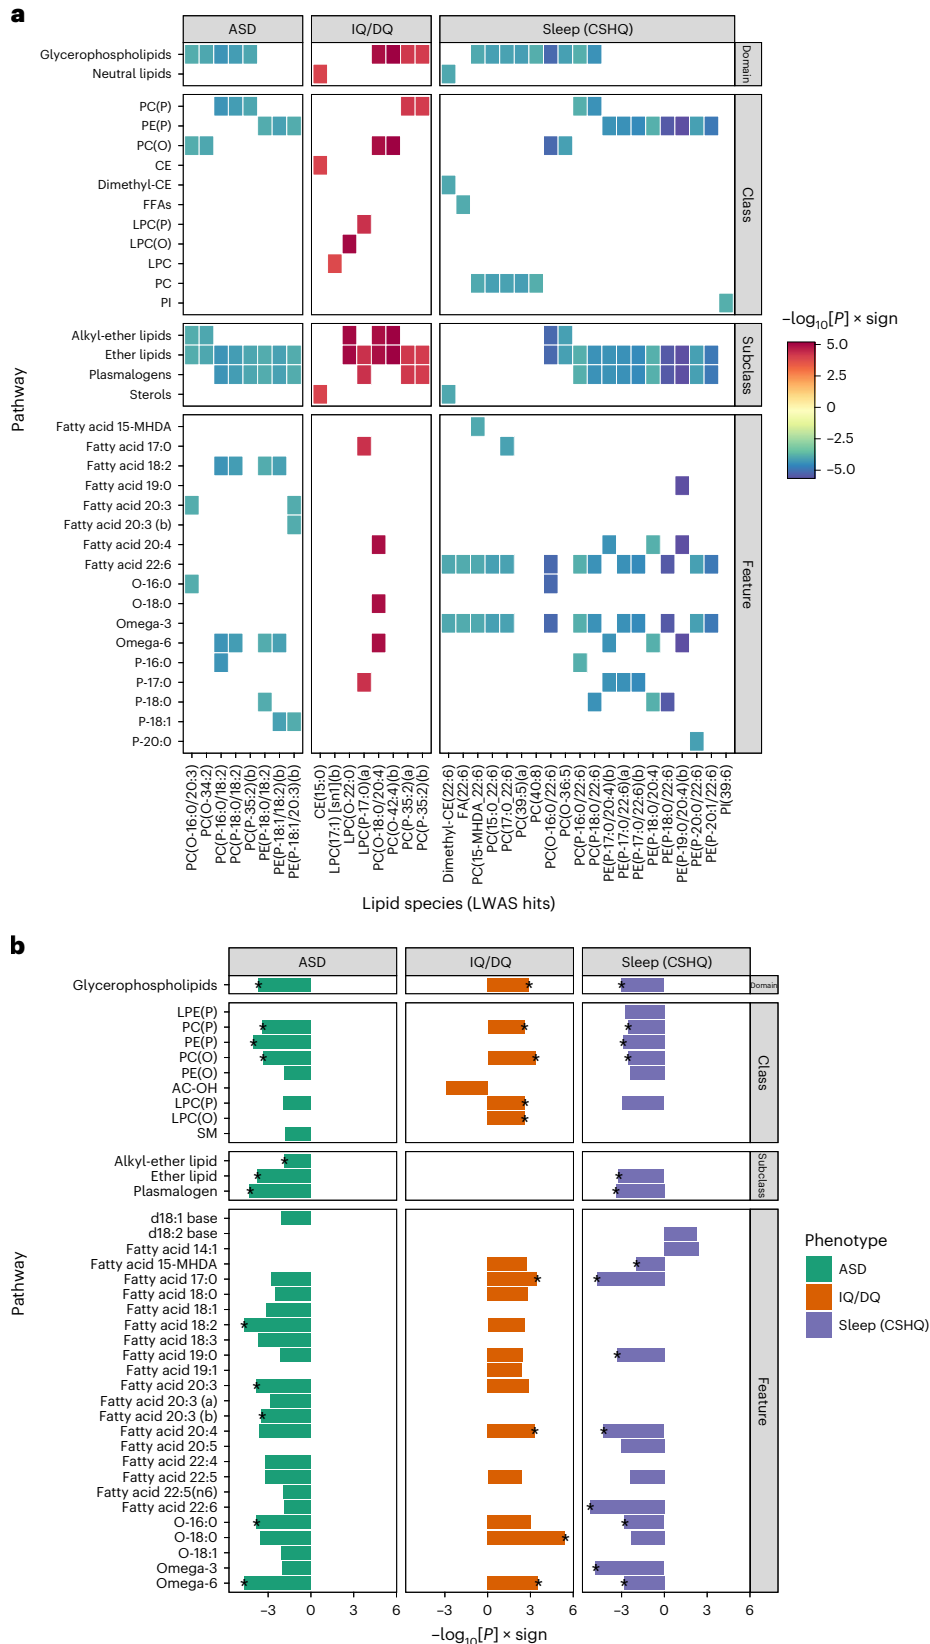 a
ASD
IQ/DQ
Sleep (CSHQ)
Glycerophospholipids
Neutral lipids
Domain
PC(P)
PE(P)
PC(O)
CE
Dimethyl-CE
FFAs
LPC(P)
LPC(O)
LPC
PC
PI
Class
Alkyl-ether lipids
Ether lipids
Plasmalogens
Sterols
Subclass
Fatty acid 15-MHDA
Fatty acid 17:0
Fatty acid 18:2
Fatty acid 19:0
Fatty acid 20:3
Fatty acid 20:3 (b)
Fatty acid 20:4
Fatty acid 22:6
O-16:0
O-18:0
Omega-3
Omega-6
P-16:0
P-17:0
P-18:0
P-18:1
P-20:0
Feature
Pathway
–log10[P] × sign
5.0
2.5
0
–2.5
–5.0
PC(O-16:0/20:3)
PC(O-34:2)
PC(P-16:0/18:2)
PC(P-18:0/18:2)
PC(P-35:2)(b)
PE(P-18:0/18:2)
PE(P-18:1/18:2)(b)
PE(P-18:1/20:3)(b)
CE(15:0)
LPC(17:1) [sn1](b)
LPC(O-22:0)
LPC(P-17:0)(a)
PC(O-18:0/20:4)
PC(O-42:4)(b)
PC(P-35:2)(a)
PC(P-35:2)(b)
Dimethyl-CE(22:6)
FA(22:6)
PC(15-MHDA_22:6)
PC(15:0_22:6)
PC(17:0_22:6)
PC(39:5)(a)
PC(40:8)
PC(O-16:0/22:6)
PC(O-36:5)
PC(P-16:0/22:6)
PC(P-18:0/22:6)
PE(P-17:0/20:4)(b)
PE(P-17:0/22:6)(a)
PE(P-17:0/22:6)(b)
PE(P-18:0/20:4)
PE(P-18:0/22:6)
PE(P-19:0/20:4)(b)
PE(P-20:0/22:6)
PE(P-20:1/22:6)
PI(39:6)
Lipid species (LWAS hits)
b
ASD
IQ/DQ
Sleep (CSHQ)
Glycerophospholipids
*
*
*
Domain
LPE(P)
PC(P)
*
*
*
PE(P)
*
*
PC(O)
*
*
*
PE(O)
AC-OH
LPC(P)
*
LPC(O)
*
SM
Class
Alkyl-ether lipid
*
Ether lipid
*
*
Plasmalogen
*
*
Subclass
d18:1 base
d18:2 base
Fatty acid 14:1
Fatty acid 15-MHDA
*
Fatty acid 17:0
*
*
Fatty acid 18:0
Fatty acid 18:1
Fatty acid 18:2
*
Fatty acid 18:3
Fatty acid 19:0
*
Fatty acid 19:1
Fatty acid 20:3
*
Fatty acid 20:3 (a)
Fatty acid 20:3 (b)
*
Fatty acid 20:4
*
*
Fatty acid 20:5
Fatty acid 22:4
Fatty acid 22:5
Fatty acid 22:5(n6)
Fatty acid 22:6
*
O-16:0
*
*
O-18:0
*
O-18:1
Omega-3
*
Omega-6
*
*
*
Feature
Pathway
–3
0
6
–3
0
3
6
–3
0
3
6
–log10[P] × sign
Phenotype
ASD
IQ/DQ
Sleep (CSHQ)